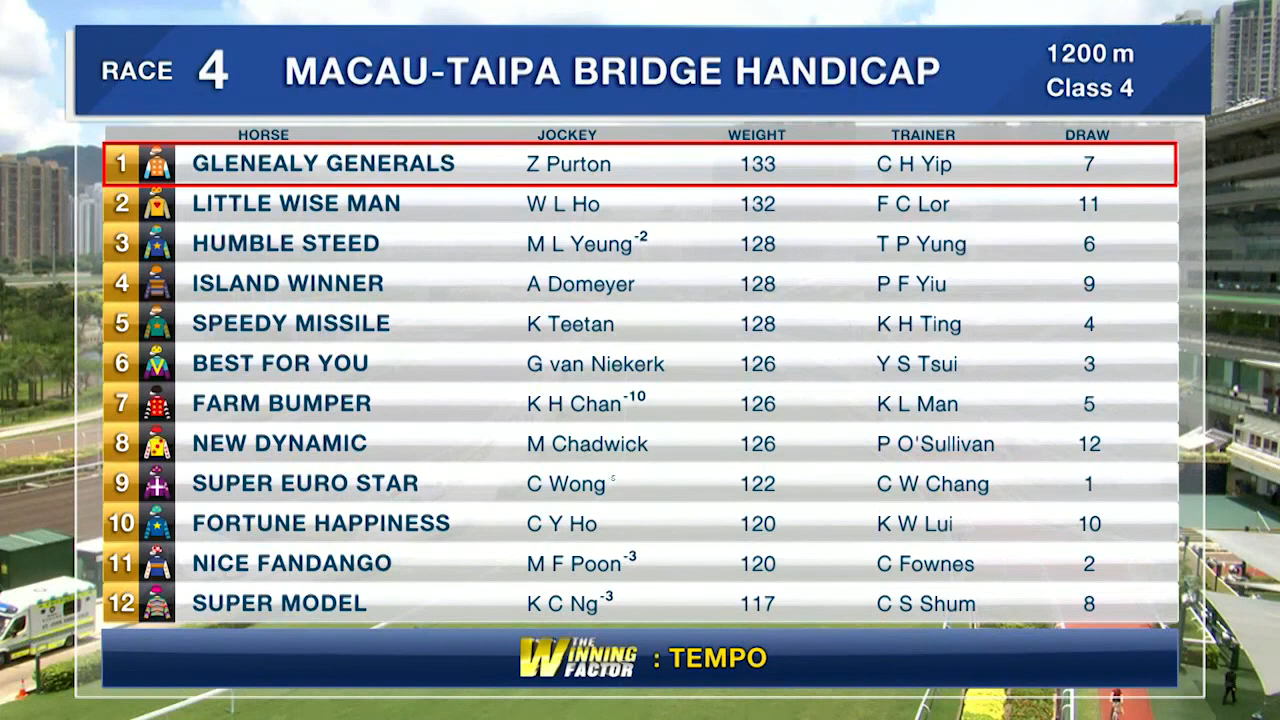 RACE 4 MACAU-TAIPA BRIDGE HANDICAP 1200 m
Class 4
HORSE JOCKEY WEIGHT TRAINER DRAW
1 GLENEALY GENERALS Z Purton 133 C H Yip 7
2 LITTLE WISE MAN W L Ho 132 F C Lor 11
3 HUMBLE STEED M L Yeung-2 128 T P Yung 6
4 ISLAND WINNER A Domeyer 128 P F Yiu 9
5 SPEEDY MISSILE K Teetan 128 K H Ting 4
6 BEST FOR YOU G van Niekerk 126 Y S Tsui 3
7 FARM BUMPER K H Chan-10 126 K L Man 5
8 NEW DYNAMIC M Chadwick 126 P O'Sullivan 12
9 SUPER EURO STAR C Wong 122 C W Chang 1
10 FORTUNE HAPPINESS C Y Ho 120 K W Lui 10
11 NICE FANDANGO M F Poon-3 120 C Fownes 2
12 SUPER MODEL K C Ng-3 117 C S Shum 8
THE WINNING FACTOR : TEMPO